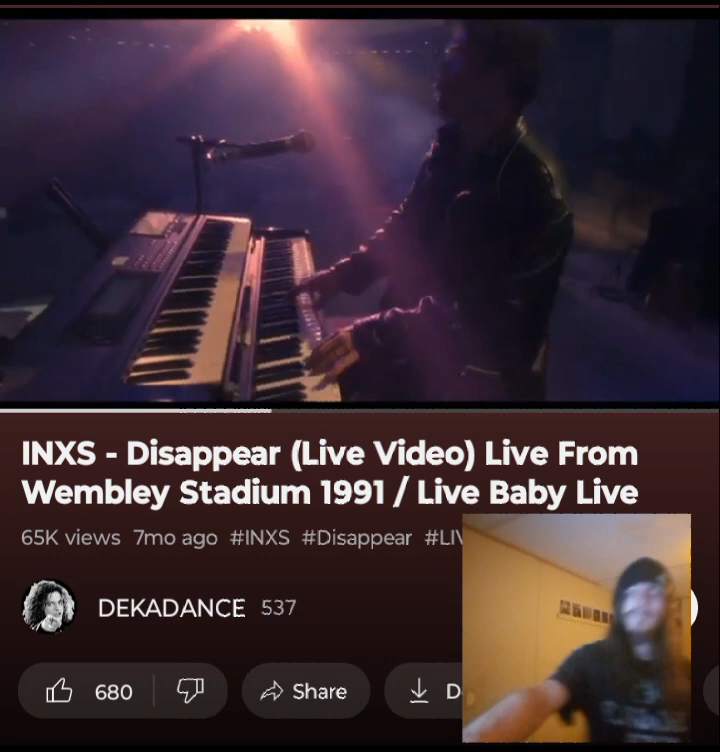 INXS - Disappear (Live Video) Live From
Wembley Stadium 1991 / Live Baby Live
65K views 7mo ago #INXS #Disappear #LIV
DEKADANCE 537
680 Share D